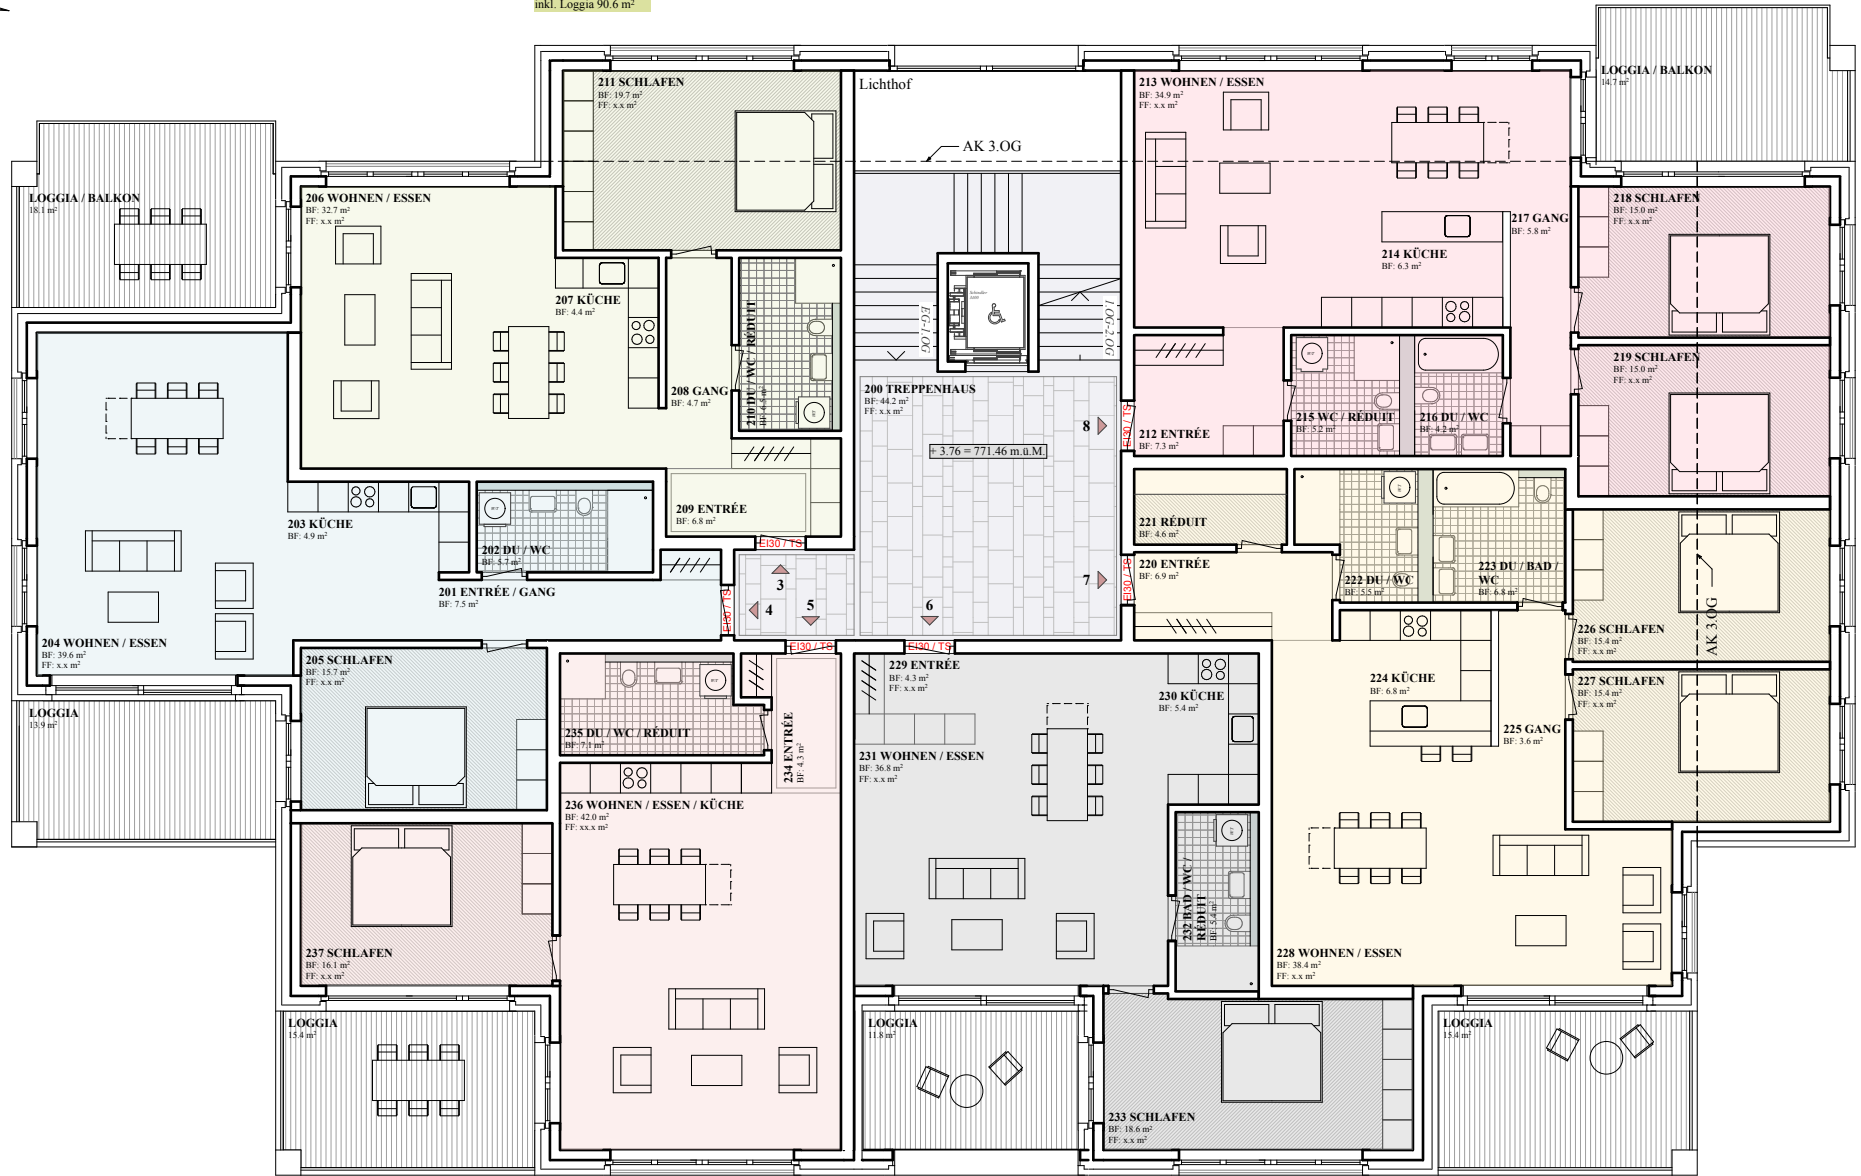 inkl. Loggia 90.6 m²
211 SCHLAFEN
BF: 19.7 m²
FF: x.x m²
Lichthof
AK 3.OG
213 WOHNEN / ESSEN
BF: 34.9 m²
FF: x.x m²
LOGGIA / BALKON
14.7 m²
LOGGIA / BALKON
18.1 m²
206 WOHNEN / ESSEN
BF: 32.7 m²
FF: x.x m²
217 GANG
BF: 5.8 m²
218 SCHLAFEN
BF: 15.0 m²
FF: x.x m²
214 KÜCHE
BF: 6.3 m²
207 KÜCHE
BF: 4.4 m²
210 DU / WC / RÉDUIT
BF: 6.5 m²
EG-1.OG
1.OG-2.OG
208 GANG
BF: 4.7 m²
200 TREPPENHAUS
BF: 44.2 m²
FF: x.x m²
219 SCHLAFEN
BF: 15.0 m²
FF: x.x m²
8
EI30 / TS
212 ENTRÉE
BF: 7.3 m²
215 WC / RÉDUIT
BF: 5.2 m²
216 DU / WC
BF: 4.2 m²
+ 3.76 = 771.46 m.ü.M.
209 ENTRÉE
BF: 6.8 m²
EI30 / TS
203 KÜCHE
BF: 4.9 m²
202 DU / WC
BF: 5.7 m²
221 RÉDUIT
BF: 4.6 m²
220 ENTRÉE
BF: 6.9 m²
222 DU / WC
BF: 5.5 m²
223 DU / BAD /
WC
BF: 6.8 m²
3
4
5
6
7
EI30 / TS
EI30 / TS
EI30 / TS
EI30 / TS
201 ENTRÉE / GANG
BF: 7.5 m²
204 WOHNEN / ESSEN
BF: 39.6 m²
FF: x.x m²
205 SCHLAFEN
BF: 15.7 m²
FF: x.x m²
226 SCHLAFEN
BF: 15.4 m²
FF: x.x m²
AK 3.OG
229 ENTRÉE
BF: 4.3 m²
FF: x.x m²
230 KÜCHE
BF: 5.4 m²
224 KÜCHE
BF: 6.8 m²
227 SCHLAFEN
BF: 15.4 m²
FF: x.x m²
LOGGIA
13.9 m²
235 DU / WC / RÉDUIT
BF: 7.1 m²
234 ENTRÉE
BF: 4.3 m²
225 GANG
BF: 3.6 m²
231 WOHNEN / ESSEN
BF: 36.8 m²
FF: x.x m²
236 WOHNEN / ESSEN / KÜCHE
BF: 42.0 m²
FF: xx.x m²
232 BAD / WC /
RÉDUIT
BF: 5.4 m²
237 SCHLAFEN
BF: 16.1 m²
FF: x.x m²
228 WOHNEN / ESSEN
BF: 38.4 m²
FF: x.x m²
LOGGIA
15.4 m²
LOGGIA
11.8 m²
LOGGIA
15.4 m²
233 SCHLAFEN
BF: 18.6 m²
FF: x.x m²